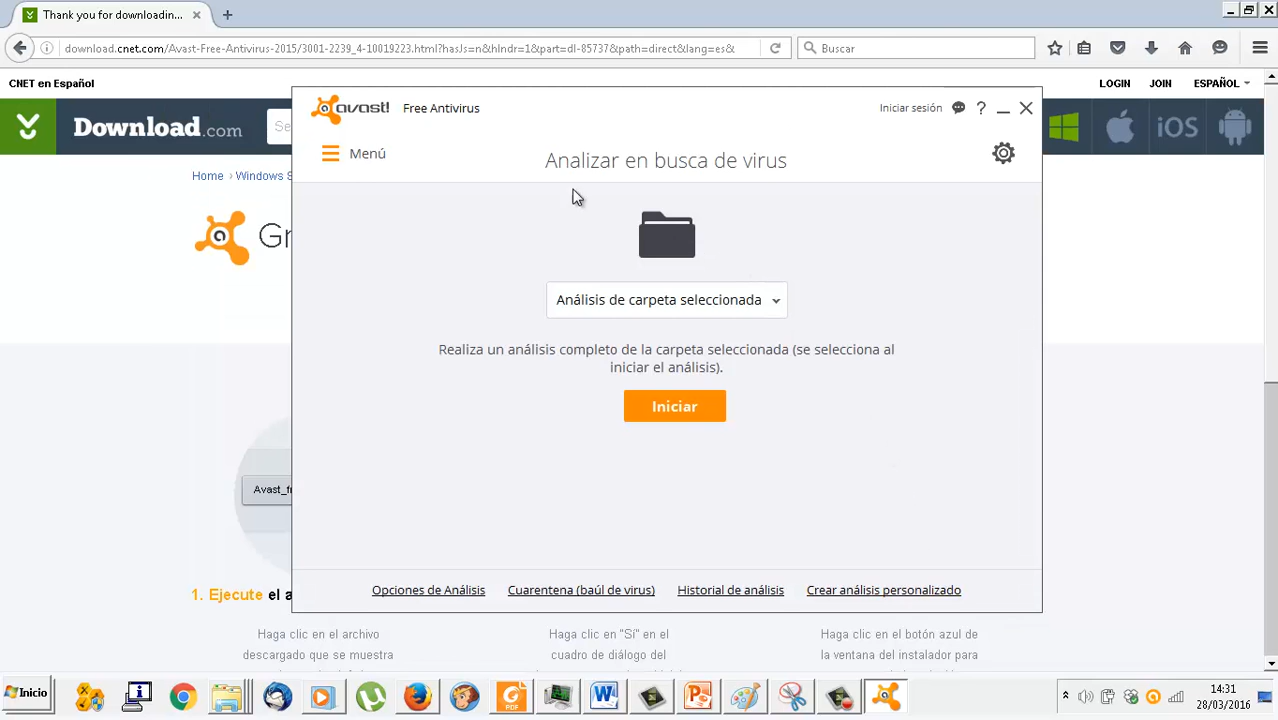 Thank you for downloadin...
download.cnet.com/Avast-Free-Antivirus-2015/3001-2239_4-10019223.html?hasJs=n&hlndr=1&part=dl-85737&path=direct&lang=es&
Buscar
CNET en Español
LOGIN JOIN ESPAÑOL
Download.com
Se
iOS
Home › Windows S
Gr
avast! Free Antivirus
Iniciar sesión
Menú
Analizar en busca de virus
Análisis de carpeta seleccionada
Realiza un análisis completo de la carpeta seleccionada (se selecciona al
iniciar el análisis).
Iniciar
Avast_fr
Opciones de Análisis Cuarentena (baúl de virus) Historial de análisis Crear análisis personalizado
1. Ejecute el a
Haga clic en el archivo
descargado que se muestra
Haga clic en "Sí" en el
cuadro de diálogo del
Haga clic en el botón azul de
la ventana del instalador para
Inicio
PDF
14:31
28/03/2016